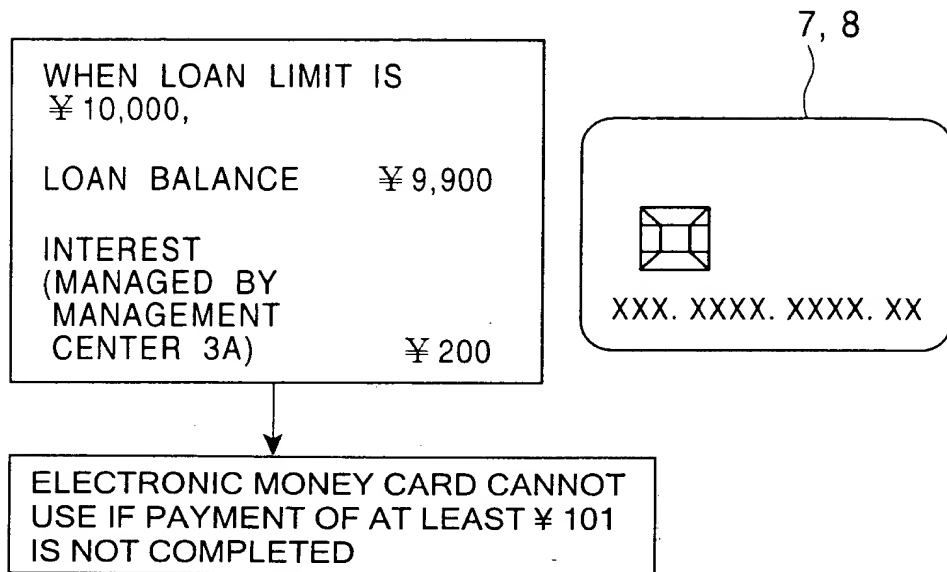 7, 8
WHEN LOAN LIMIT IS
¥ 10,000,
LOAN BALANCE ¥ 9,900
INTEREST
(MANAGED BY
MANAGEMENT
CENTER 3A) ¥ 200
XXX. XXXX. XXXX. XX
ELECTRONIC MONEY CARD CANNOT
USE IF PAYMENT OF AT LEAST ¥ 101
IS NOT COMPLETED